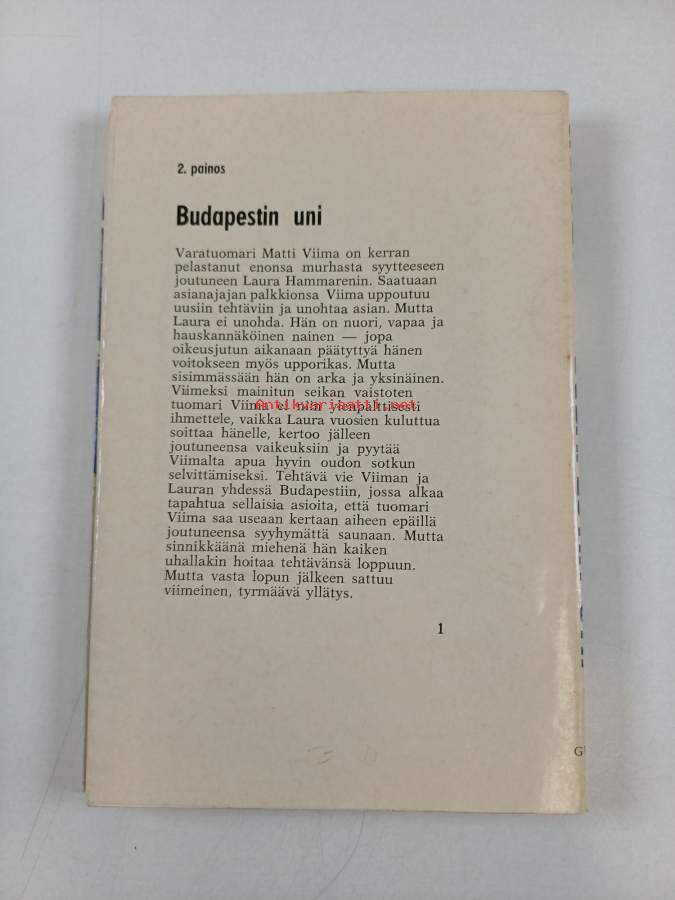 2. painos
Budapestin uni
Varatuomari Matti Viima on kerran
pelastanut enonsa murhasta syytteeseen
joutuneen Laura Hammarenin. Saatuaan
asianajajan palkkionsa Viima uppoutuu
uusiin tehtäviin ja unohtaa asian. Mutta
Laura ei unohda. Hän on nuori, vapaa ja
hauskannäköinen nainen — jopa
oikeusjutun aikanaan päätyttyä hänen
voitokseen myös upporikas. Mutta
sisimmässään hän on arka ja yksinäinen.
Viimeksi mainitun seikan vaistoten
tuomari Viima ei niin ylenpalttisesti
Antikvariaatti.net
ihmettele, vaikka Laura vuosien kuluttua
soittaa hänelle, kertoo jälleen
joutuneensa vaikeuksiin ja pyytää
Viimalta apua hyvin oudon sotkun
selvittämiseksi. Tehtävä vie Viiman ja
Lauran yhdessä Budapestiin, jossa alkaa
tapahtua sellaisia asioita, että tuomari
Viima saa useaan kertaan aiheen epäillä
joutuneensa syyhymättä saunaan. Mutta
sinnikkäänä miehenä hän kaiken
uhallakin hoitaa tehtävänsä loppuun.
Mutta vasta lopun jälkeen sattuu
viimeinen, tyrmäävä yllätys.
1